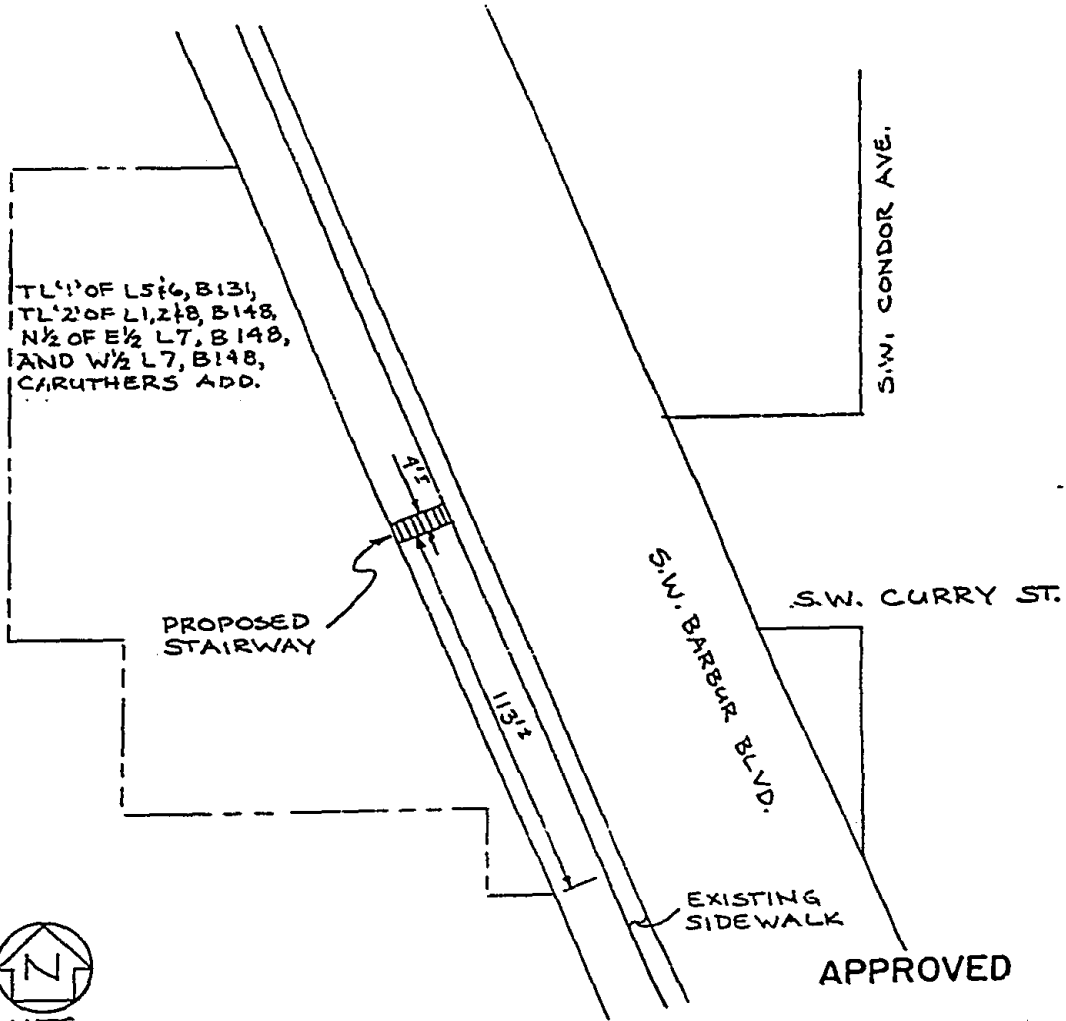 S.W. CONDOR AVE.
TL'1' OF L5&6, B131,
TL'2' OF L1,2&8, B148,
N½ OF E½ L7, B148,
AND W½ L7, B148,
CARUTHERS ADD.
4'±
S.W. CURRY ST.
PROPOSED
STAIRWAY
S.W. BARBUR BLVD.
113'±
EXISTING
SIDEWALK
N
APPROVED